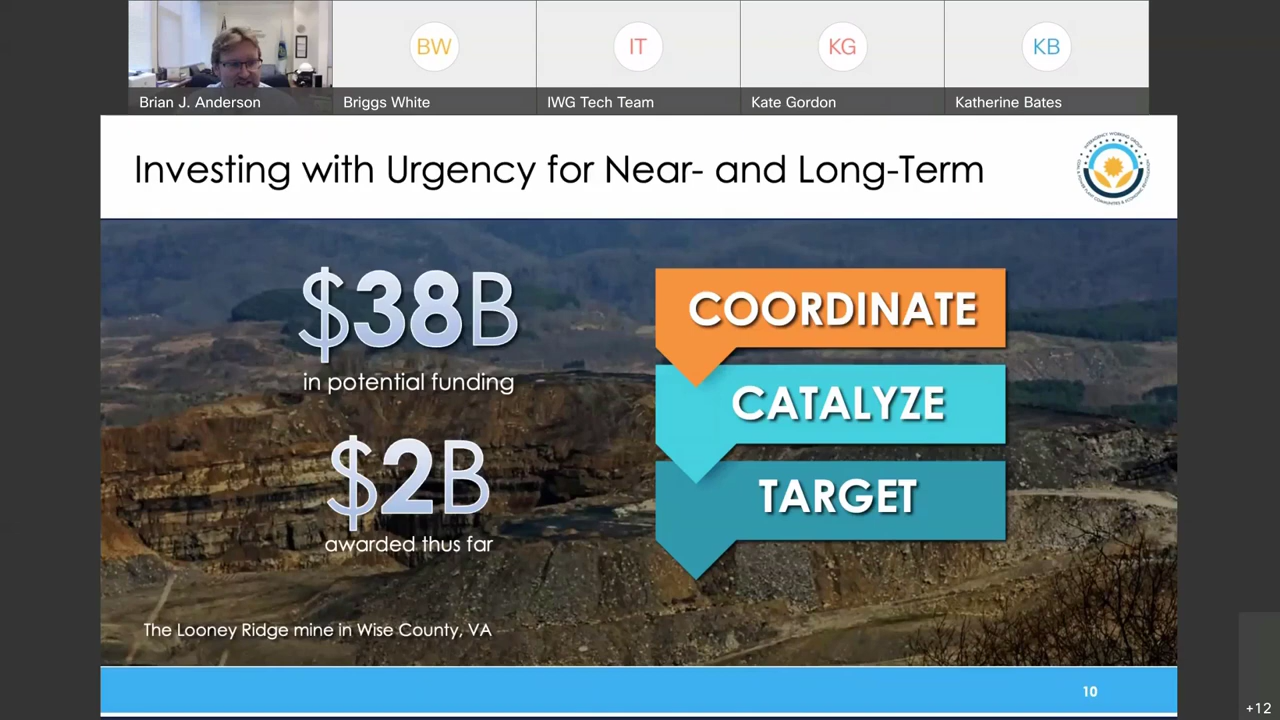 BW
IT
KG
KB
Brian J. Anderson
Briggs White
IWG Tech Team
Kate Gordon
Katherine Bates
Investing with Urgency for Near- and Long-Term
$38B
in potential funding
$2B
awarded thus far
COORDINATE
CATALYZE
TARGET
The Looney Ridge mine in Wise County, VA
10
+12